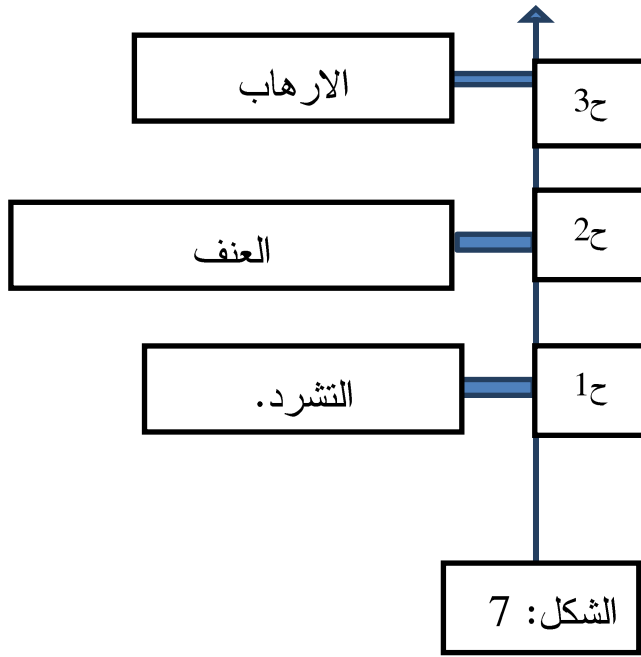 ح3
الارهاب
ح2
العنف
ح1
التشرد.
الشكل: 7